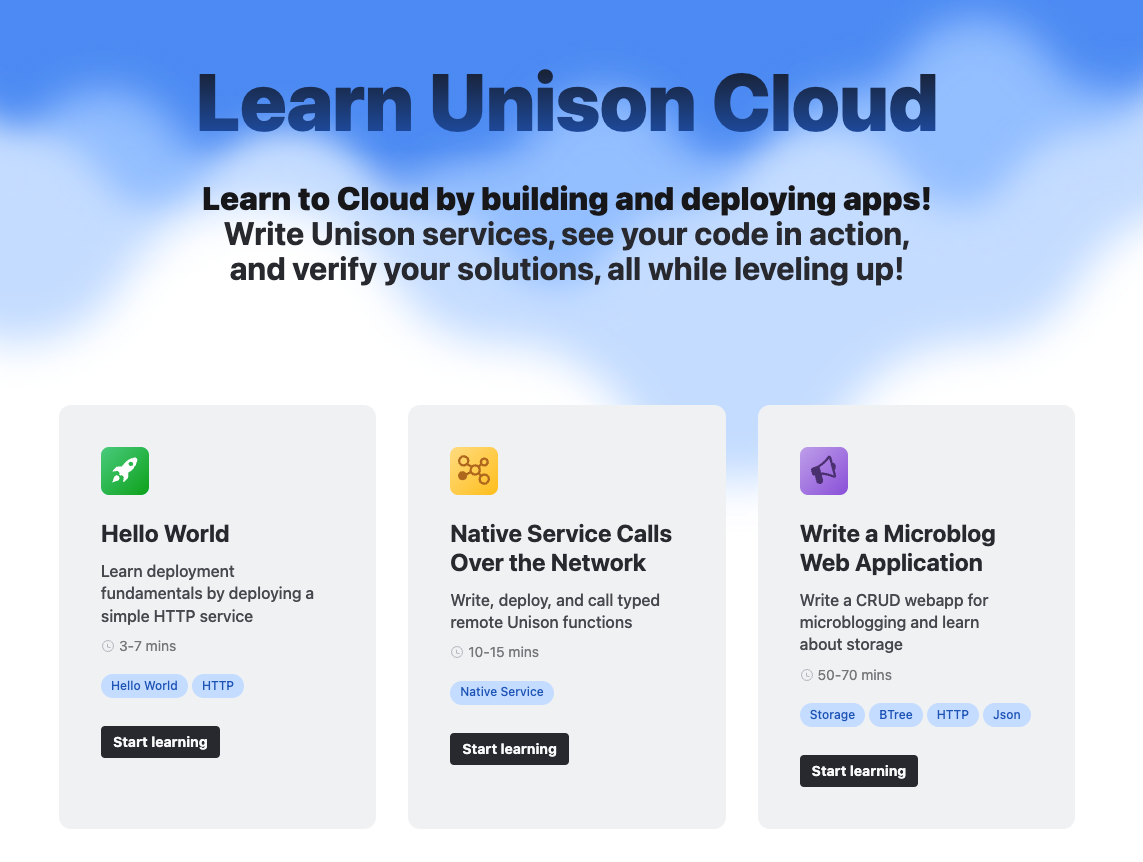 Learn Unison Cloud
Learn to Cloud by building and deploying apps!
Write Unison services, see your code in action,
and verify your solutions, all while leveling up!
Hello World
Learn deployment
fundamentals by deploying a
simple HTTP service
3-7 mins
Hello World HTTP
Start learning
Native Service Calls
Over the Network
Write, deploy, and call typed
remote Unison functions
10-15 mins
Native Service
Start learning
Write a Microblog
Web Application
Write a CRUD webapp for
microblogging and learn
about storage
50-70 mins
Storage BTree HTTP Json
Start learning